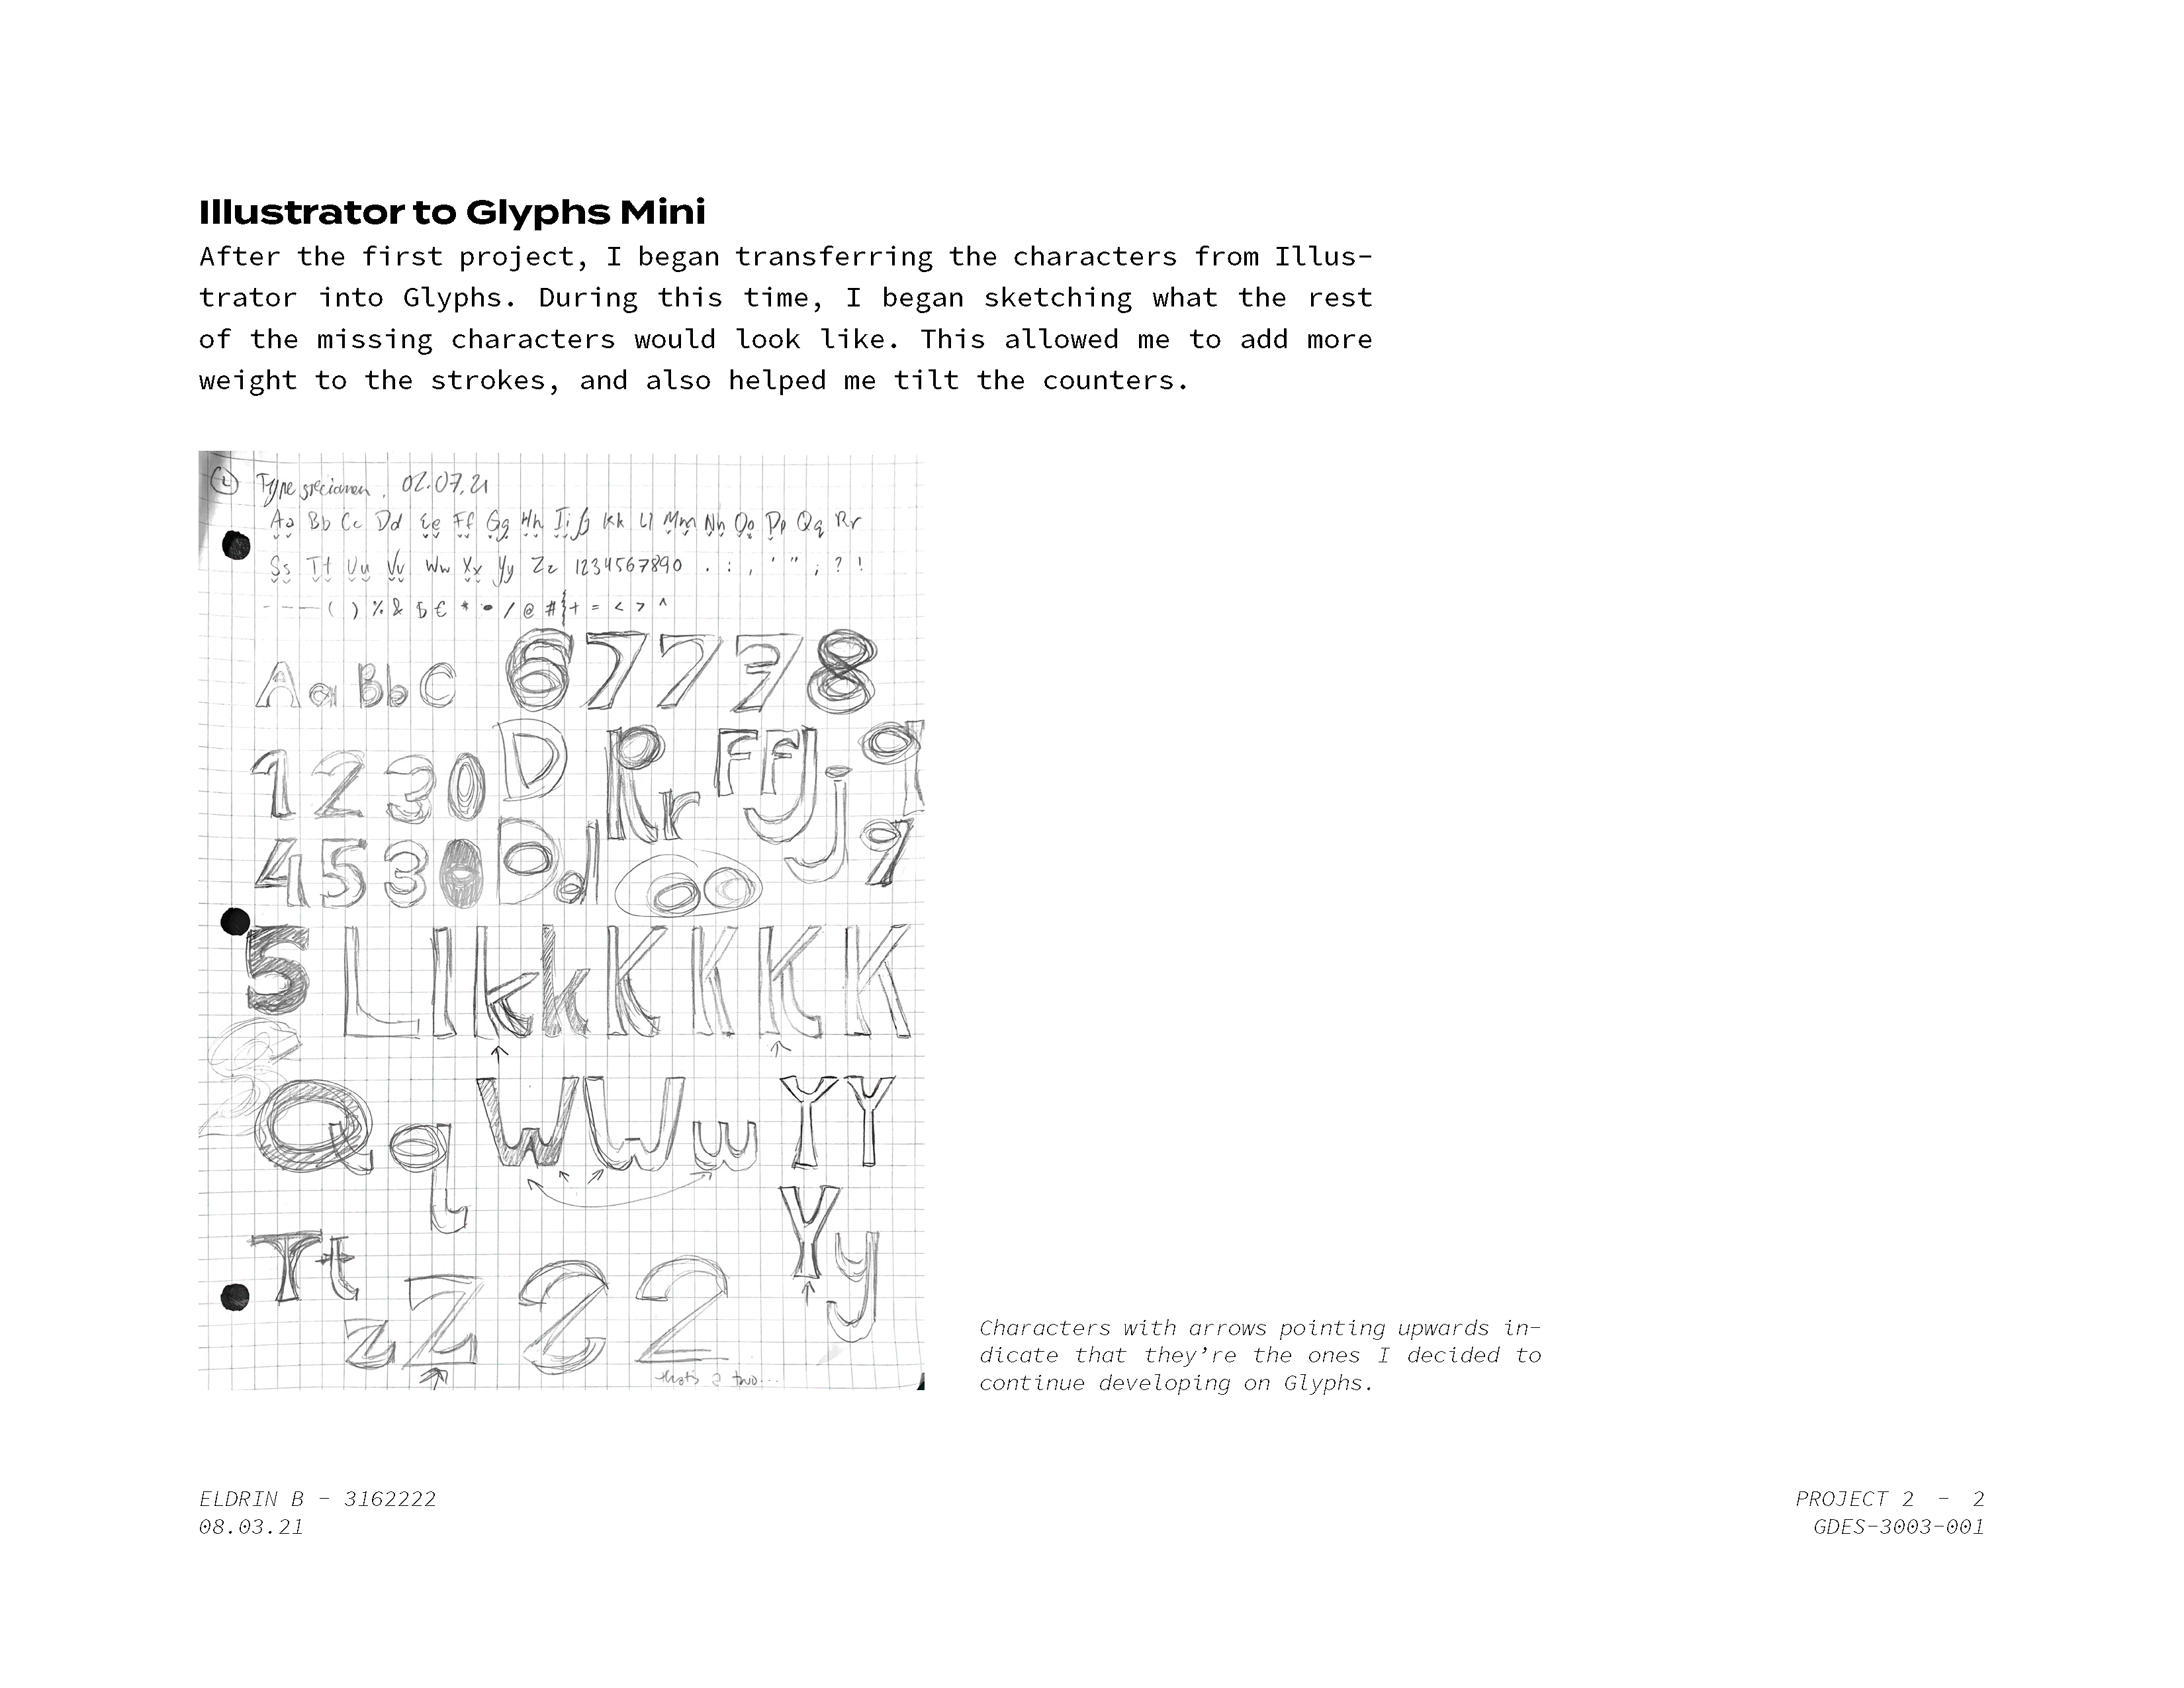 Illustrator to Glyphs Mini
After the first project, I began transferring the characters from Illus-
trator into Glyphs. During this time, I began sketching what the rest
of the missing characters would look like. This allowed me to add more
weight to the strokes, and also helped me tilt the counters.
Type specimen. 02.07.21
Aa Bb Cc Dd Ee Ff Gg Hh Ii Jj Kk Ll Mm Nn Oo Pp Qq Rr
Ss Tt Uu Vv Ww Xx Yy Zz 1234567890 . : , ' " ; ? !
- — — ( ) % & $ € * • / @ # } + = < > ^
A a B b C 6 7 7 7 8
1 2 3 0 D R r F f J j q
4 5 3 0 D d 9
5 L l k k K K K K
Q q W W w Y Y
Y y
T t
z Z 2 2
that's a two...
Characters with arrows pointing upwards in-
dicate that they're the ones I decided to
continue developing on Glyphs.
ELDRIN B - 3162222
08.03.21
PROJECT 2 - 2
GDES-3003-001